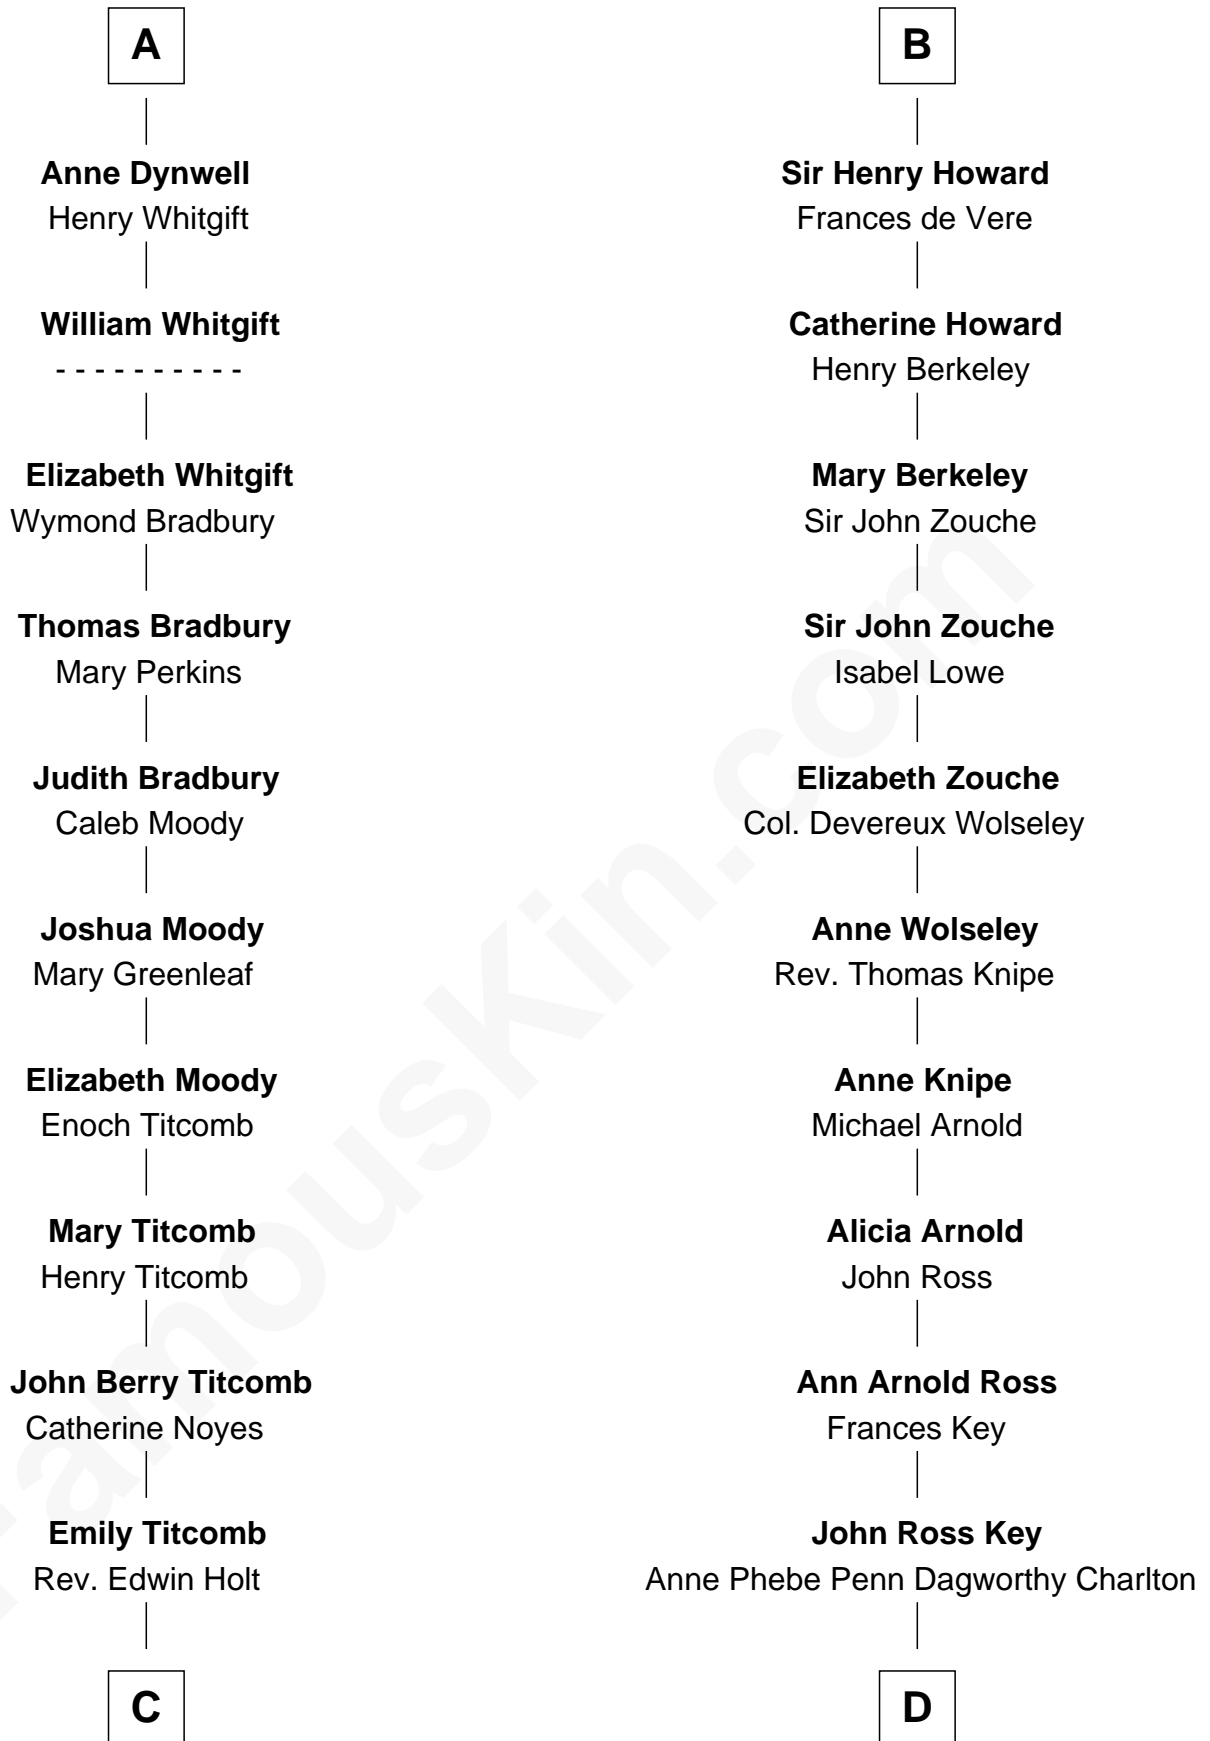 A
Anne Dynwell
Henry Whitgift
William Whitgift
- - - - - - - - - -
Elizabeth Whitgift
Wymond Bradbury
Thomas Bradbury
Mary Perkins
Judith Bradbury
Caleb Moody
Joshua Moody
Mary Greenleaf
Elizabeth Moody
Enoch Titcomb
Mary Titcomb
Henry Titcomb
John Berry Titcomb
Catherine Noyes
Emily Titcomb
Rev. Edwin Holt
C
B
Sir Henry Howard
Frances de Vere
Catherine Howard
Henry Berkeley
Mary Berkeley
Sir John Zouche
Sir John Zouche
Isabel Lowe
Elizabeth Zouche
Col. Devereux Wolseley
Anne Wolseley
Rev. Thomas Knipe
Anne Knipe
Michael Arnold
Alicia Arnold
John Ross
Ann Arnold Ross
Frances Key
John Ross Key
Anne Phebe Penn Dagworthy Charlton
D
FamousKin.com